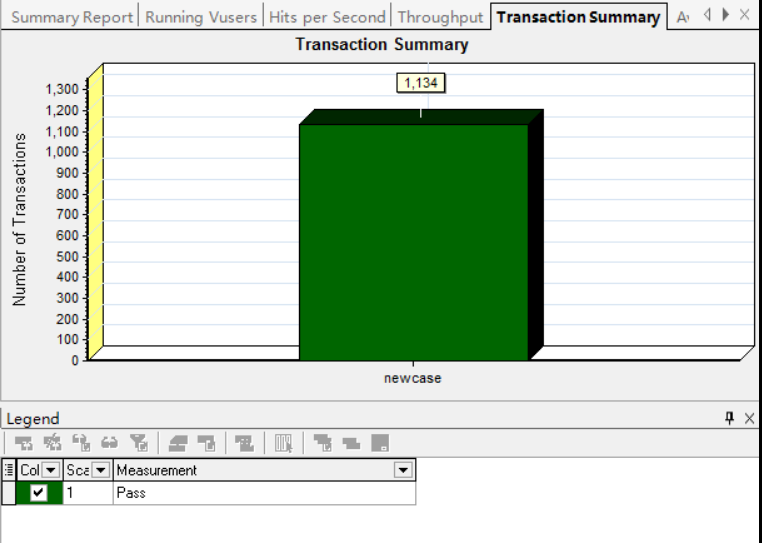 Summary Report Running Vusers Hits per Second Throughput Transaction Summary
Transaction Summary
1,134
1,300
1,200
1,100
1,000
900
800
700
600
500
400
300
200
100
0
Number of Transactions
newcase
Legend
Col Sca Measurement
1 Pass